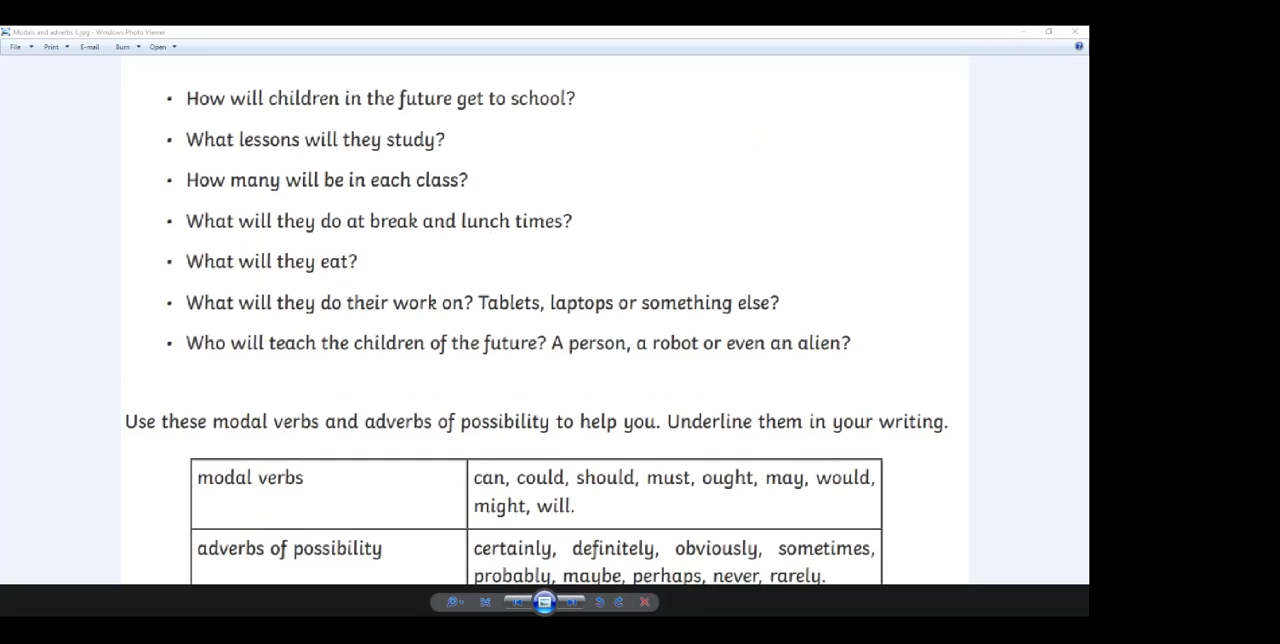 Modals and adverbs 5.jpg - Windows Photo Viewer
File Print E-mail Burn Open
• How will children in the future get to school?
• What lessons will they study?
• How many will be in each class?
• What will they do at break and lunch times?
• What will they eat?
• What will they do their work on? Tablets, laptops or something else?
• Who will teach the children of the future? A person, a robot or even an alien?
Use these modal verbs and adverbs of possibility to help you. Underline them in your writing.
modal verbs
can, could, should, must, ought, may, would,
might, will.
adverbs of possibility
certainly, definitely, obviously, sometimes,
probably, maybe, perhaps, never, rarely.